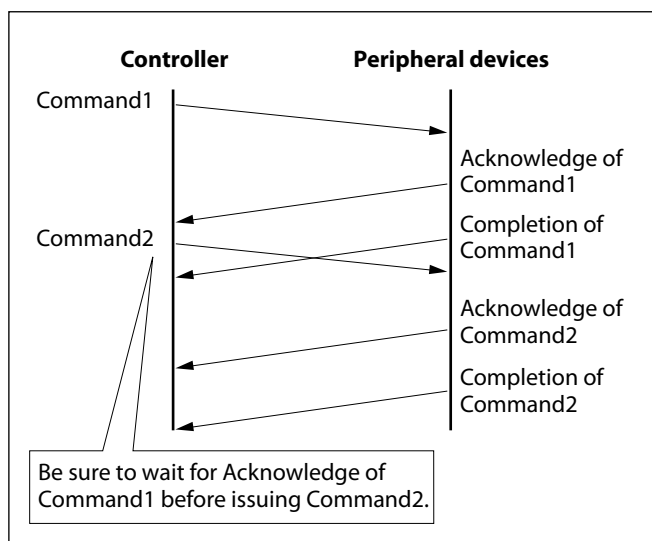 Controller
Peripheral devices
Command1
Acknowledge of
Command1
Command2
Completion of
Command1
Acknowledge of
Command2
Completion of
Command2
Be sure to wait for Acknowledge of
Command1 before issuing Command2.